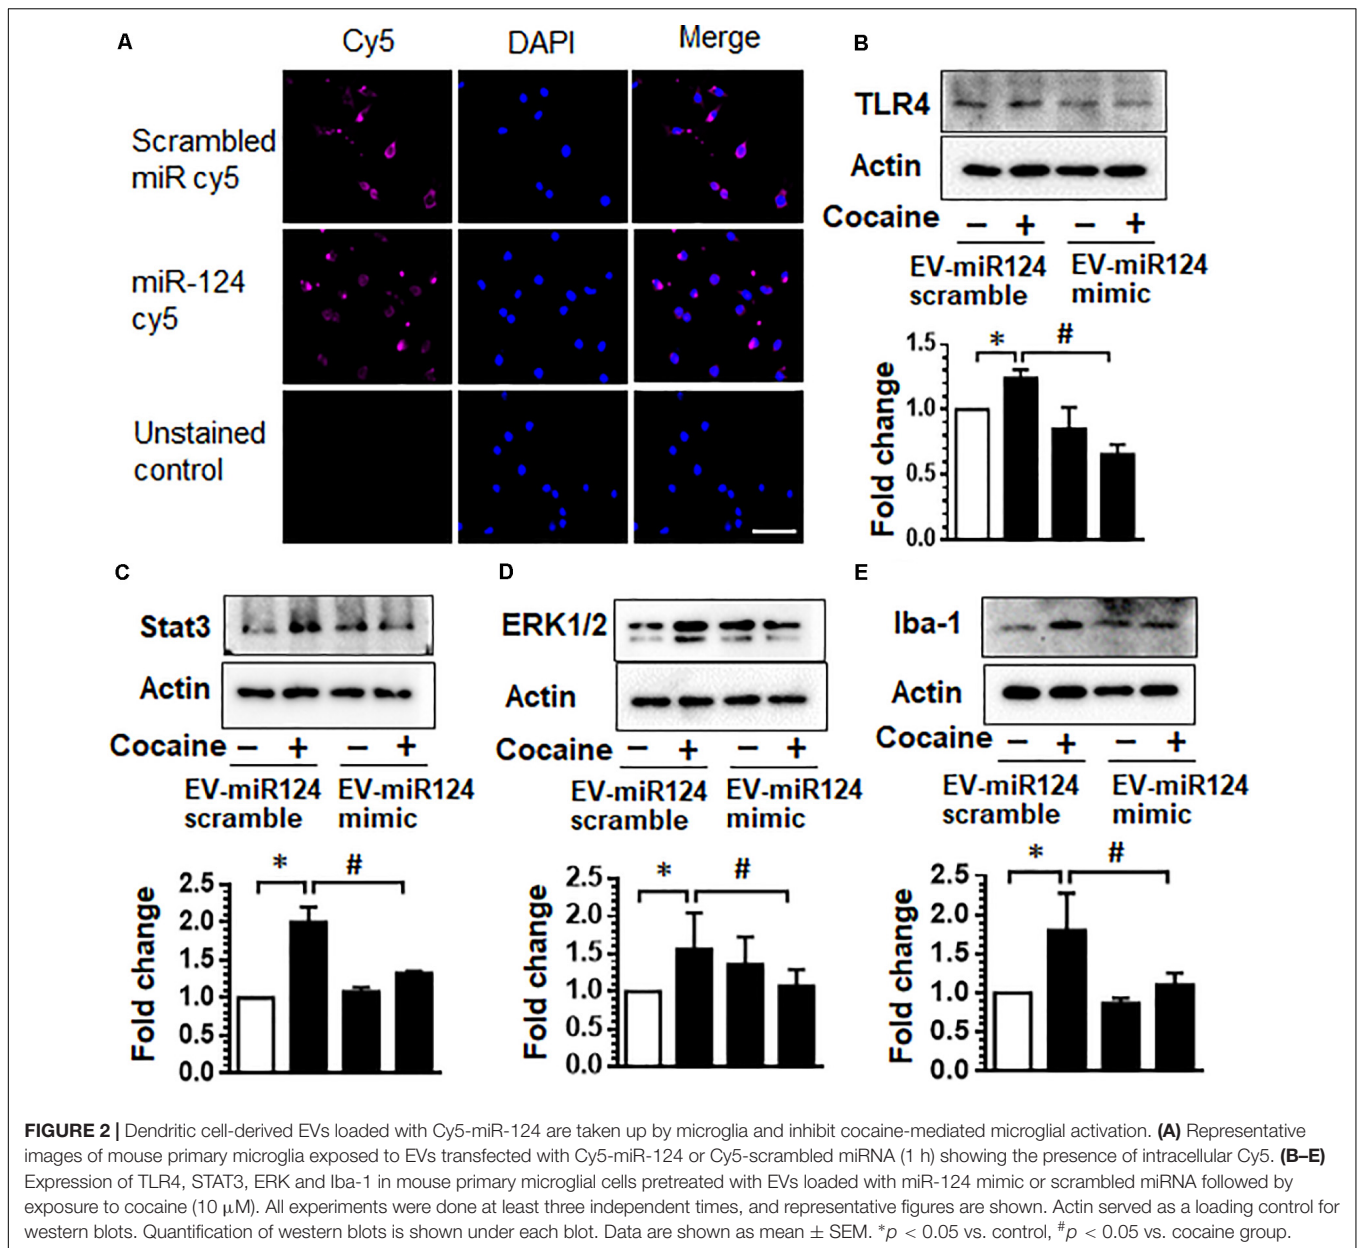 A
Cy5 DAPI Merge
Scrambled
miR cy5
miR-124
cy5
Unstained
control
B
TLR4
Actin
Cocaine − + − +
EV-miR124 EV-miR124
scramble mimic
* #
Fold change
1.5
1.0
0.5
0.0
C
Stat3
Actin
Cocaine − + − +
EV-miR124 EV-miR124
scramble mimic
* #
Fold change
2.5
2.0
1.5
1.0
0.5
0.0
D
ERK1/2
Actin
Cocaine − + − +
EV-miR124 EV-miR124
scramble mimic
* #
Fold change
2.5
2.0
1.5
1.0
0.5
0.0
E
Iba-1
Actin
Cocaine − + − +
EV-miR124 EV-miR124
scramble mimic
* #
Fold change
2.5
2.0
1.5
1.0
0.5
0.0
FIGURE 2 | Dendritic cell-derived EVs loaded with Cy5-miR-124 are taken up by microglia and inhibit cocaine-mediated microglial activation. (A) Representative
images of mouse primary microglia exposed to EVs transfected with Cy5-miR-124 or Cy5-scrambled miRNA (1 h) showing the presence of intracellular Cy5. (B–E)
Expression of TLR4, STAT3, ERK and Iba-1 in mouse primary microglial cells pretreated with EVs loaded with miR-124 mimic or scrambled miRNA followed by
exposure to cocaine (10 μM). All experiments were done at least three independent times, and representative figures are shown. Actin served as a loading control for
western blots. Quantification of western blots is shown under each blot. Data are shown as mean ± SEM. *p < 0.05 vs. control, #p < 0.05 vs. cocaine group.